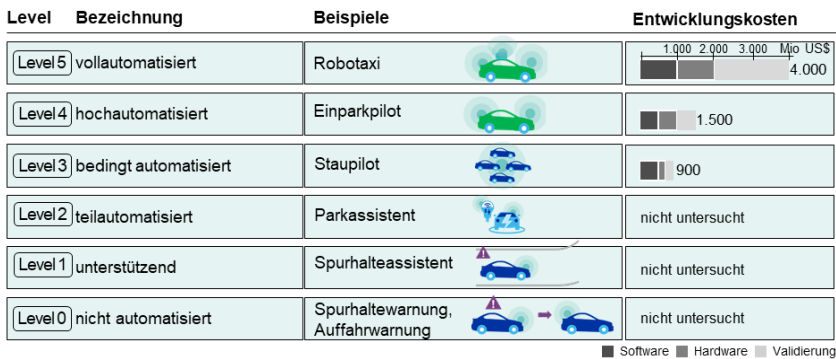 Level Bezeichnung Beispiele Entwicklungskosten
1.000 2.000 3.000 Mio US$
Level 5 vollautomatisiert Robotaxi 4.000
Level 4 hochautomatisiert Einparkpilot 1.500
Level 3 bedingt automatisiert Staupilot 900
Level 2 teilautomatisiert Parkassistent nicht untersucht
Level 1 unterstützend Spurhalteassistent nicht untersucht
Level 0 nicht automatisiert Spurhaltewarnung, nicht untersucht
Auffahrwarnung
Software Hardware Validierung